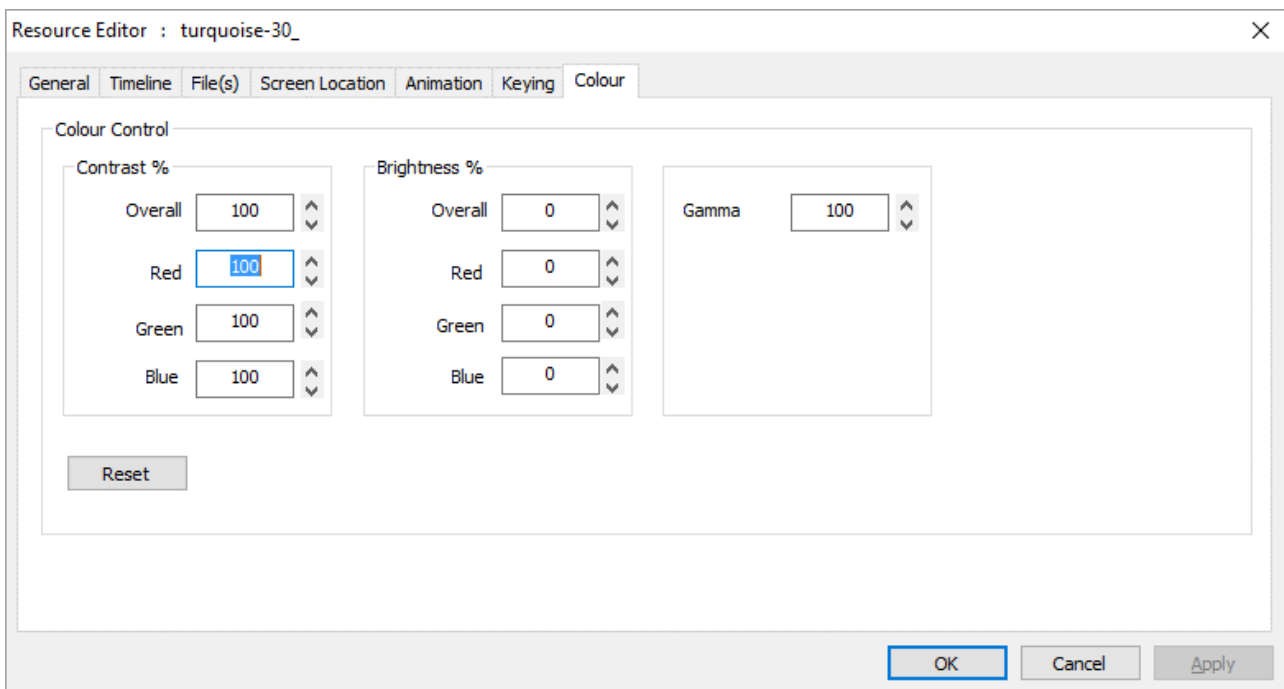 Resource Editor : turquoise-30_
General Timeline File(s) Screen Location Animation Keying Colour
Colour Control
Contrast %
Overall 100
Red 100
Green 100
Blue 100
Brightness %
Overall 0
Red 0
Green 0
Blue 0
Gamma 100
Reset
OK Cancel Apply